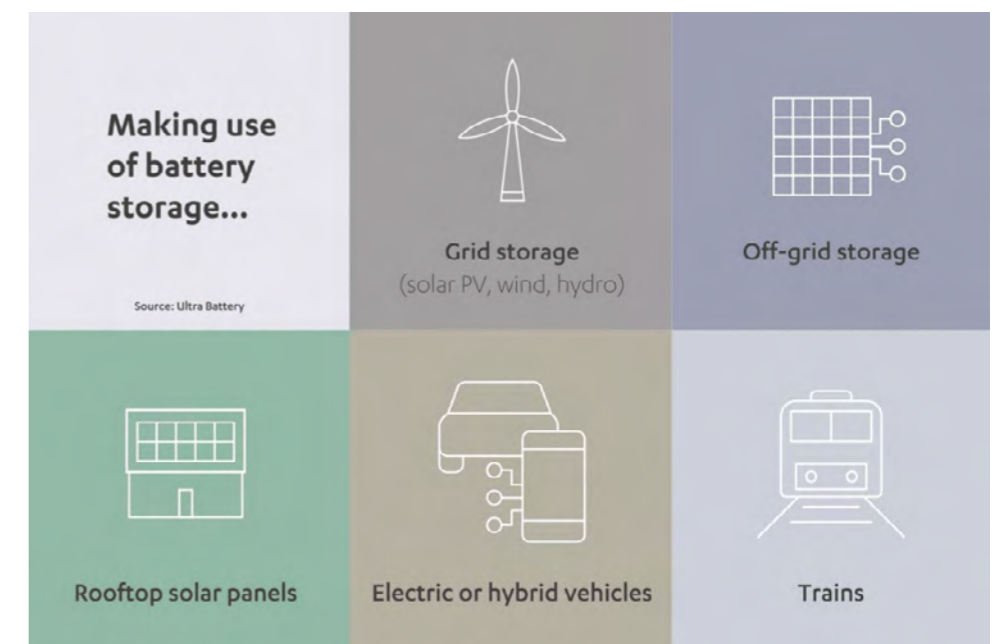 Making use
of battery
storage...
Source: Ultra Battery
Grid storage
(solar PV, wind, hydro)
Off-grid storage
Rooftop solar panels
Electric or hybrid vehicles
Trains